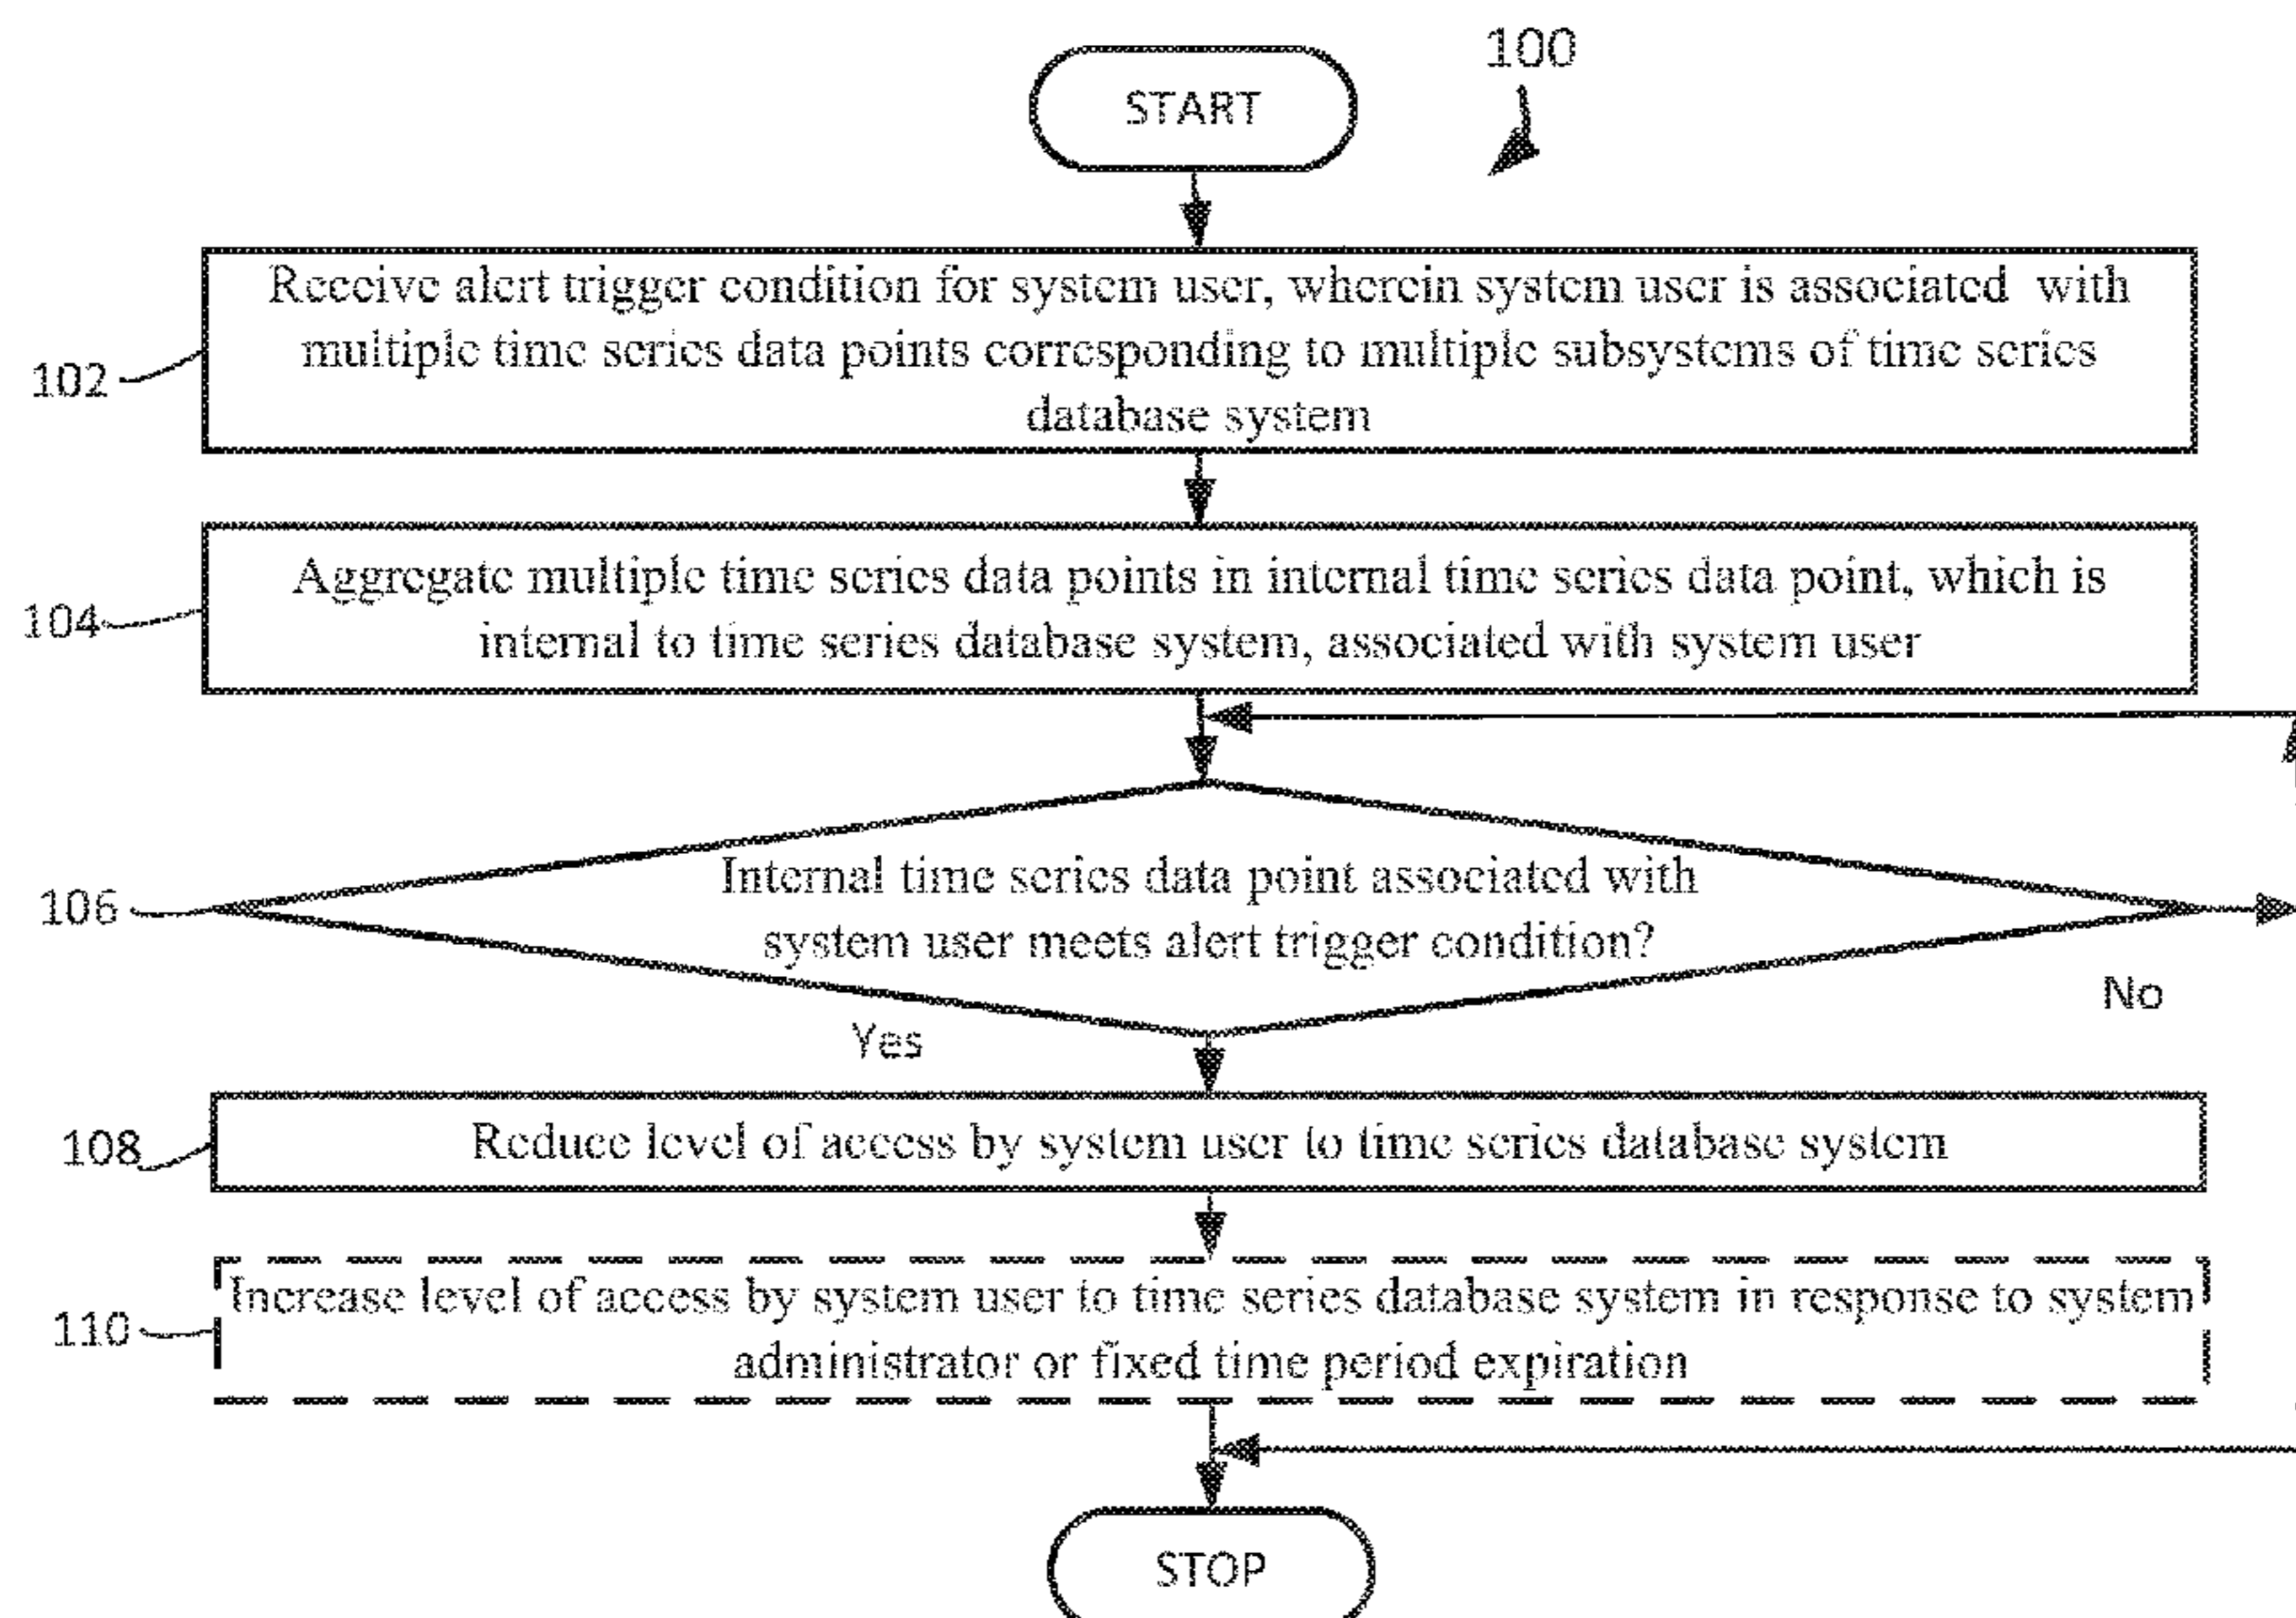 100
START
Receive alert trigger condition for system user, wherein system user is associated with
multiple time series data points corresponding to multiple subsystems of time series
database system
102
Aggregate multiple time series data points in internal time series data point, which is
internal to time series database system, associated with system user
104
Internal time series data point associated with
system user meets alert trigger condition?
106
No
Yes
Reduce level of access by system user to time series database system
108
Increase level of access by system user to time series database system in response to system
administrator or fixed time period expiration
110
STOP